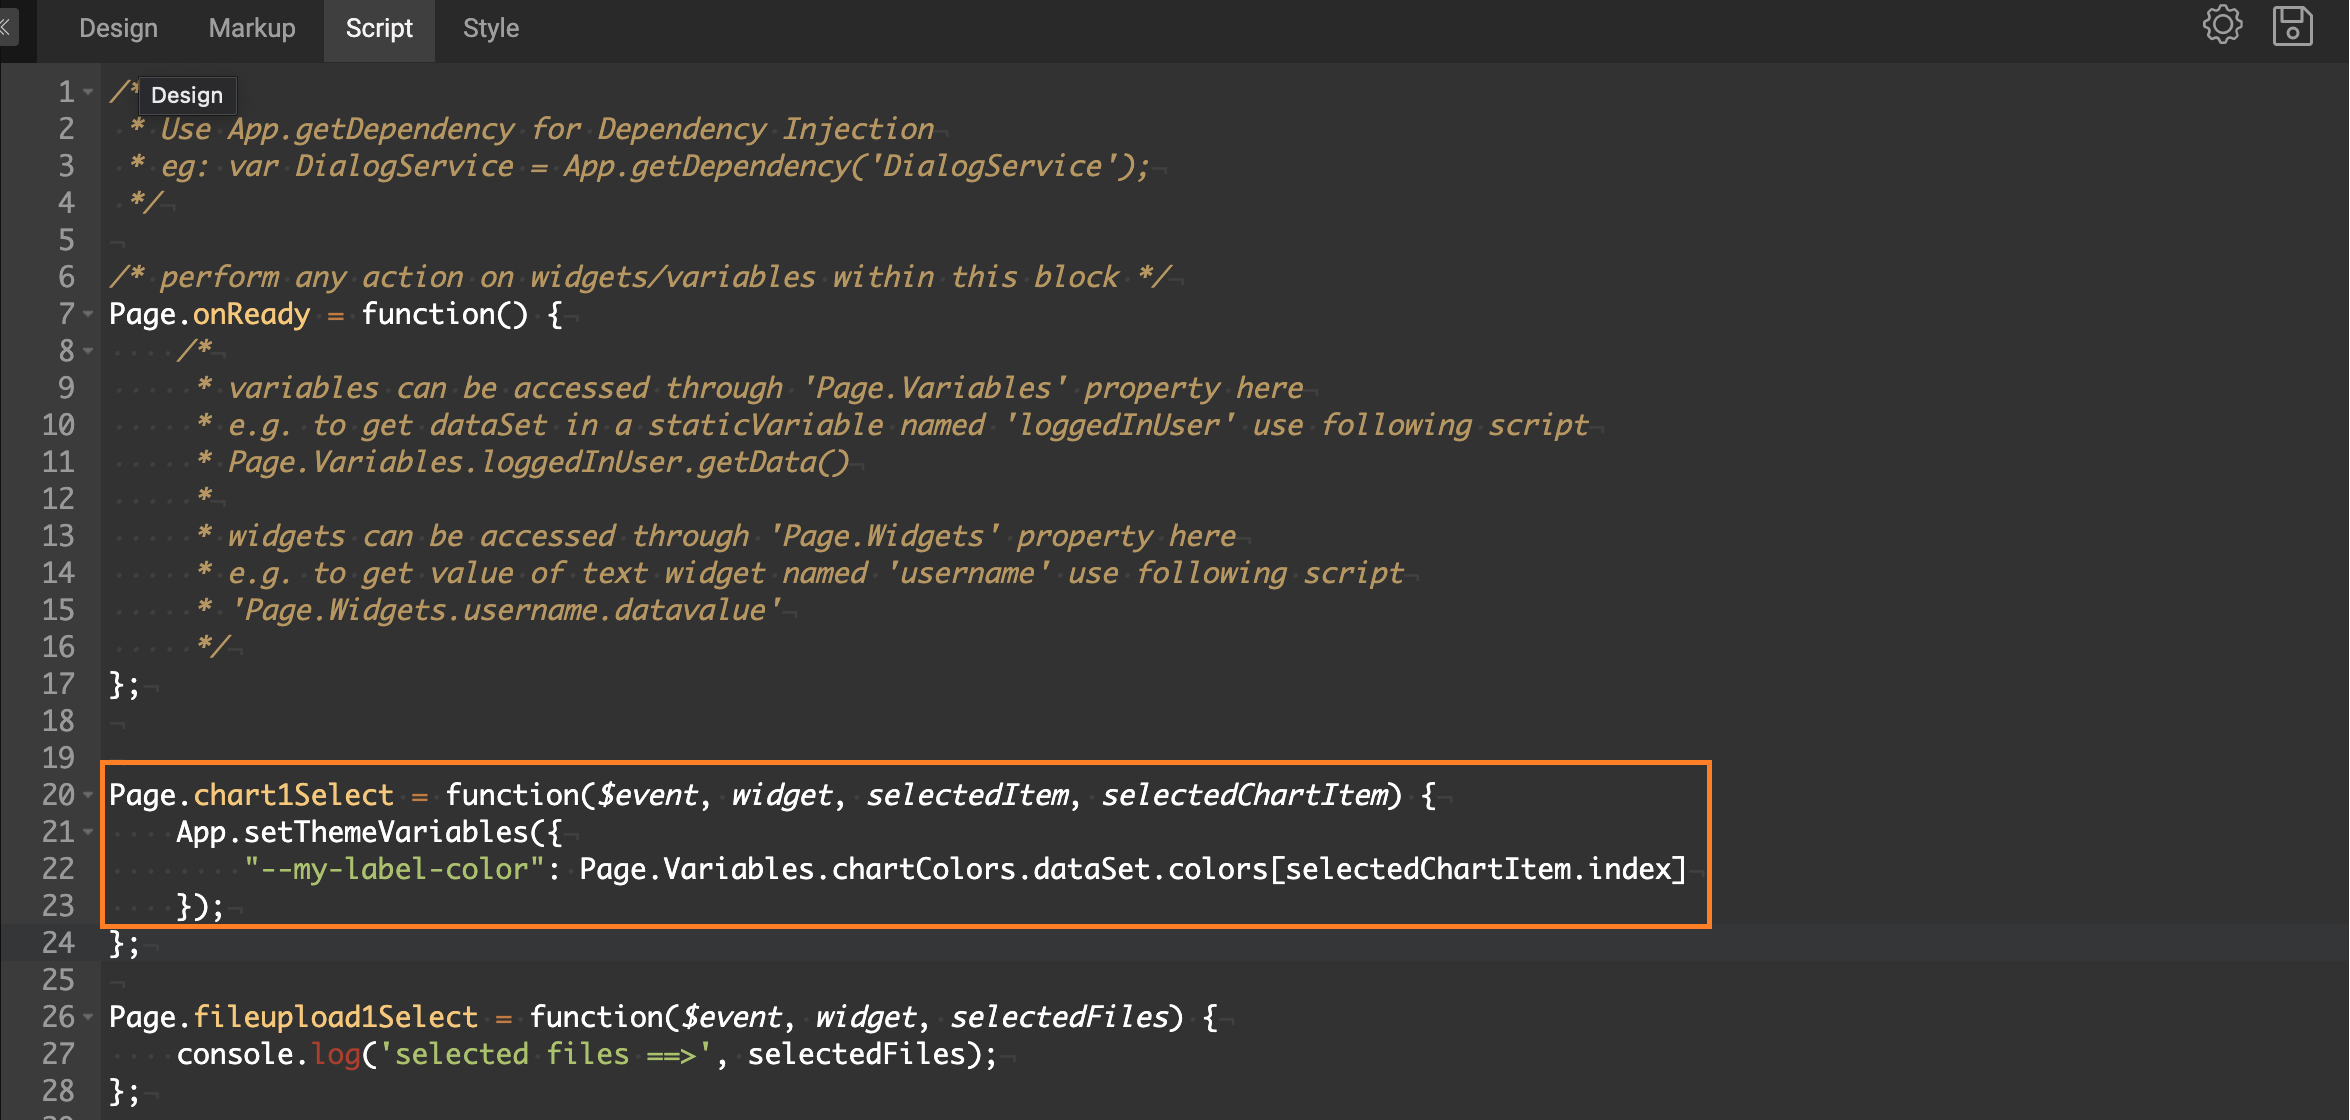 Design Markup Script Style
1 /*
Design
2 * Use App.getDependency for Dependency Injection
3 * eg: var DialogService = App.getDependency('DialogService');
4 */
5
6 /* perform any action on widgets/variables within this block */
7 Page.onReady = function() {
8 /*
9 * variables can be accessed through 'Page.Variables' property here
10 * e.g. to get dataSet in a staticVariable named 'loggedInUser' use following script
11 * Page.Variables.loggedInUser.getData()
12 *
13 * widgets can be accessed through 'Page.Widgets' property here
14 * e.g. to get value of text widget named 'username' use following script
15 * 'Page.Widgets.username.datavalue'
16 */
17 };
18
19
20 Page.chart1Select = function($event, widget, selectedItem, selectedChartItem) {
21 App.setThemeVariables({
22 "--my-label-color": Page.Variables.chartColors.dataSet.colors[selectedChartItem.index]
23 });
24 };
25
26 Page.fileupload1Select = function($event, widget, selectedFiles) {
27 console.log('selected files ==>', selectedFiles);
28 };